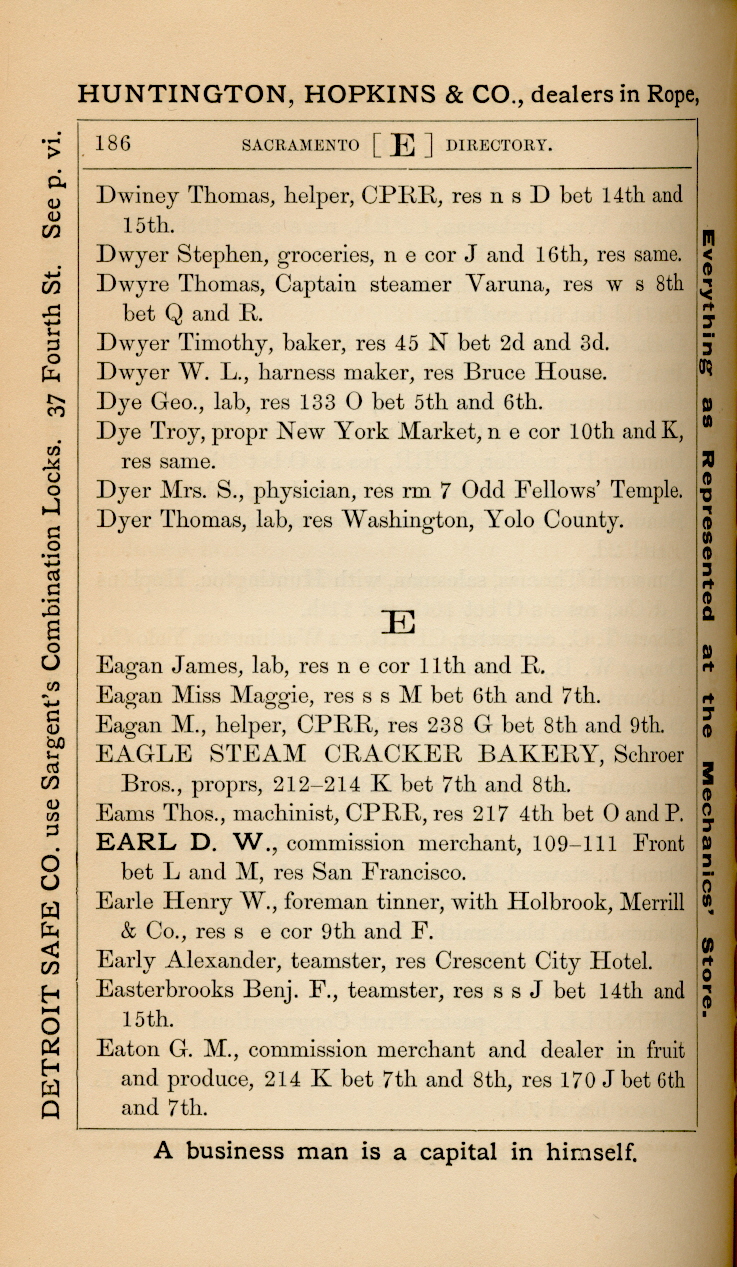 HUNTINGTON, HOPKINS & CO., dealers in Rope,
186 SACRAMENTO [ E ] DIRECTORY.
Dwiney Thomas, helper, CPRR, res n s D bet 14th and
15th.
Dwyer Stephen, groceries, n e cor J and 16th, res same.
Dwyre Thomas, Captain steamer Varuna, res w s 8th
bet Q and R.
Dwyer Timothy, baker, res 45 N bet 2d and 3d.
Dwyer W. L., harness maker, res Bruce House.
Dye Geo., lab, res 133 O bet 5th and 6th.
Dye Troy, propr New York Market, n e cor 10th and K,
res same.
Dyer Mrs. S., physician, res rm 7 Odd Fellows' Temple.
Dyer Thomas, lab, res Washington, Yolo County.
E
Eagan James, lab, res n e cor 11th and R.
Eagan Miss Maggie, res s s M bet 6th and 7th.
Eagan M., helper, CPRR, res 238 G bet 8th and 9th.
EAGLE STEAM CRACKER BAKERY, Schroer
Bros., proprs, 212–214 K bet 7th and 8th.
Eams Thos., machinist, CPRR, res 217 4th bet O and P.
EARL D. W., commission merchant, 109–111 Front
bet L and M, res San Francisco.
Earle Henry W., foreman tinner, with Holbrook, Merrill
& Co., res s e cor 9th and F.
Early Alexander, teamster, res Crescent City Hotel.
Easterbrooks Benj. F., teamster, res s s J bet 14th and
15th.
Eaton G. M., commission merchant and dealer in fruit
and produce, 214 K bet 7th and 8th, res 170 J bet 6th
and 7th.
A business man is a capital in himself.
DETROIT SAFE CO. use Sargent's Combination Locks. 37 Fourth St. See p. vi.
Everything as Represented at the Mechanics' Store.